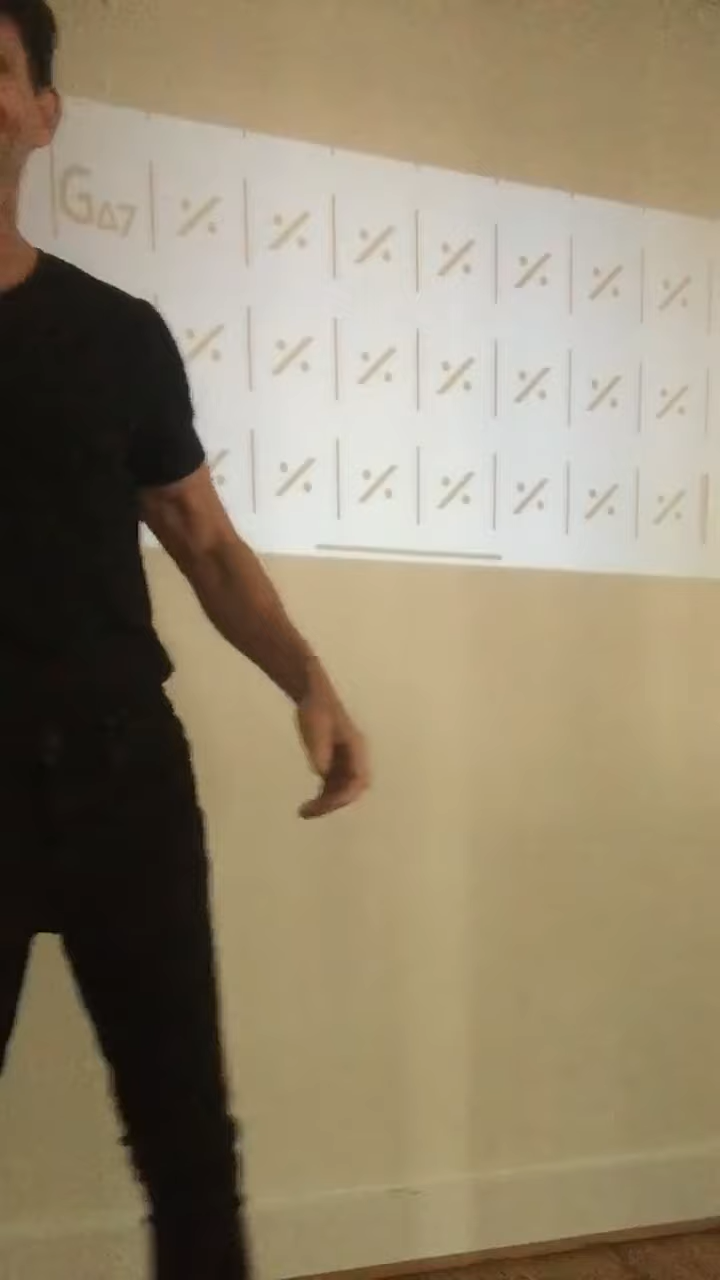 | G△7 | % | % | % | % | % | % | % |
% | % | % | % | % | % | % |
% | % | % | % | % | % | % |